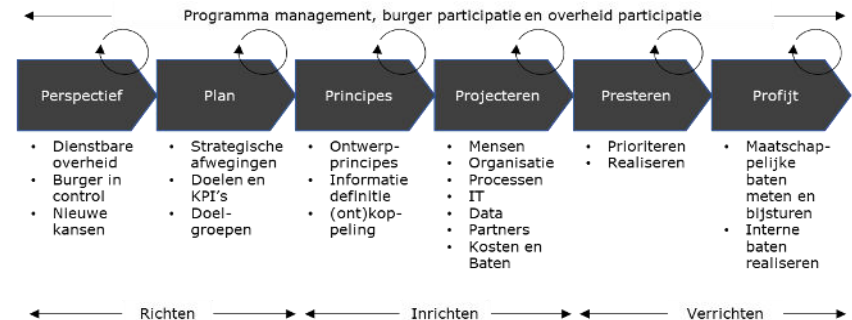 Programma management, burger participatie en overheid participatie
Perspectief
Plan
Principes
Projecteren
Presteren
Profijt
• Dienstbare
overheid
• Burger in
control
• Nieuwe
kansen
• Strategische
afwegingen
• Doelen en
KPI's
• Doel-
groepen
• Ontwerp-
principes
• Informatie
definitie
• (ont)kop-
peling
• Mensen
• Organisatie
• Processen
• IT
• Data
• Partners
• Kosten en
Baten
• Prioriteren
• Realiseren
• Maatschap-
pelijke
baten
meten en
bijsturen
• Interne
baten
realiseren
Richten
Inrichten
Verrichten